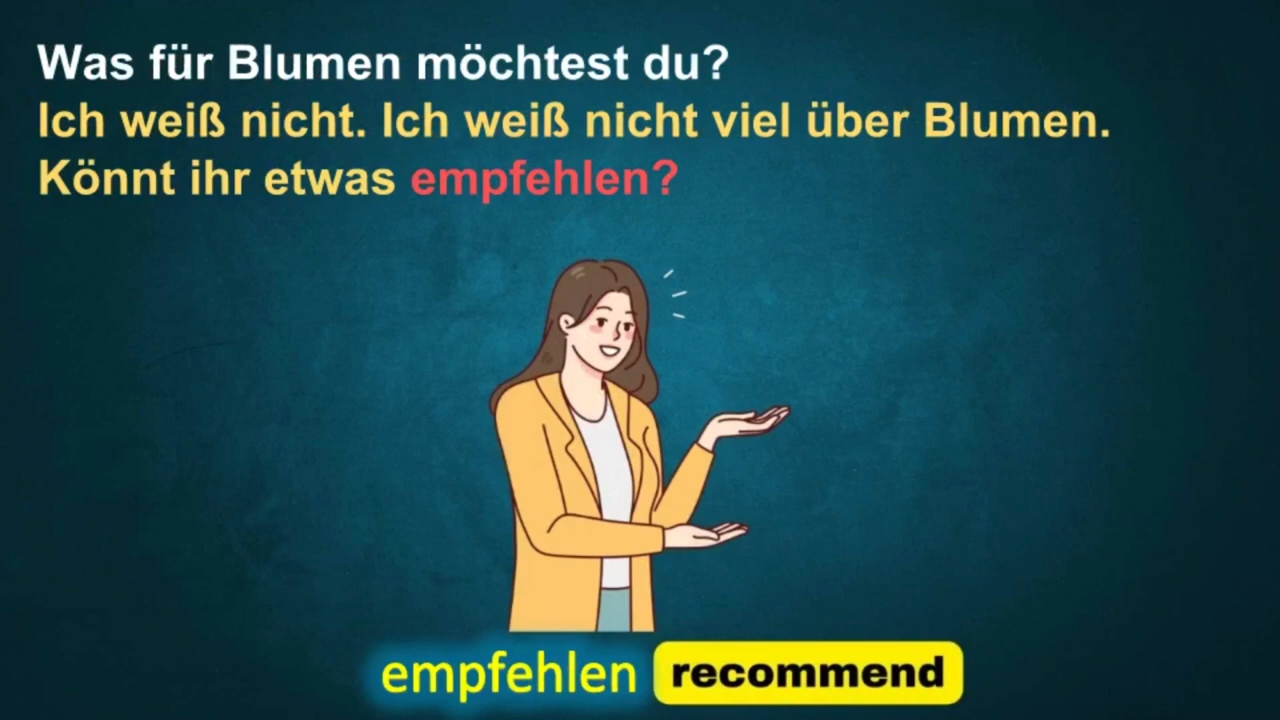 Was für Blumen möchtest du?
Ich weiß nicht. Ich weiß nicht viel über Blumen.
Könnt ihr etwas empfehlen?
empfehlen recommend